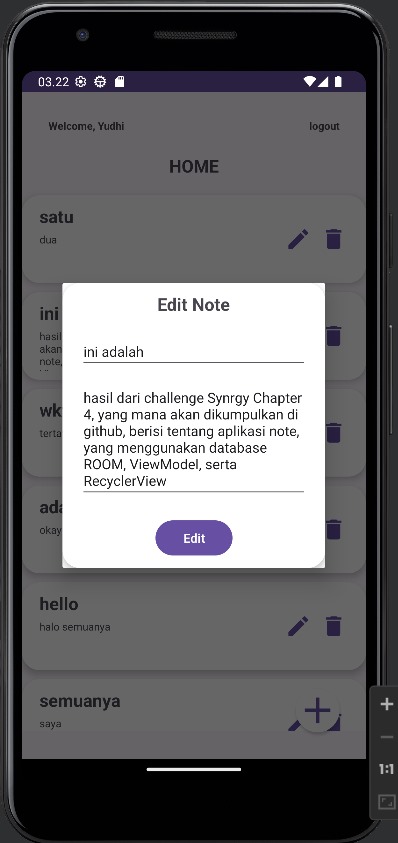 03.22
Welcome, Yudhi
logout
HOME
satu
dua
ini
hasil
akan
note,
Edit Note
ini adalah
hasil dari challenge Synrgy Chapter
4, yang mana akan dikumpulkan di
github, berisi tentang aplikasi note,
yang menggunakan database
ROOM, ViewModel, serta
RecyclerView
Edit
wk
terta
ada
okay
hello
halo semuanya
semuanya
saya
1:1